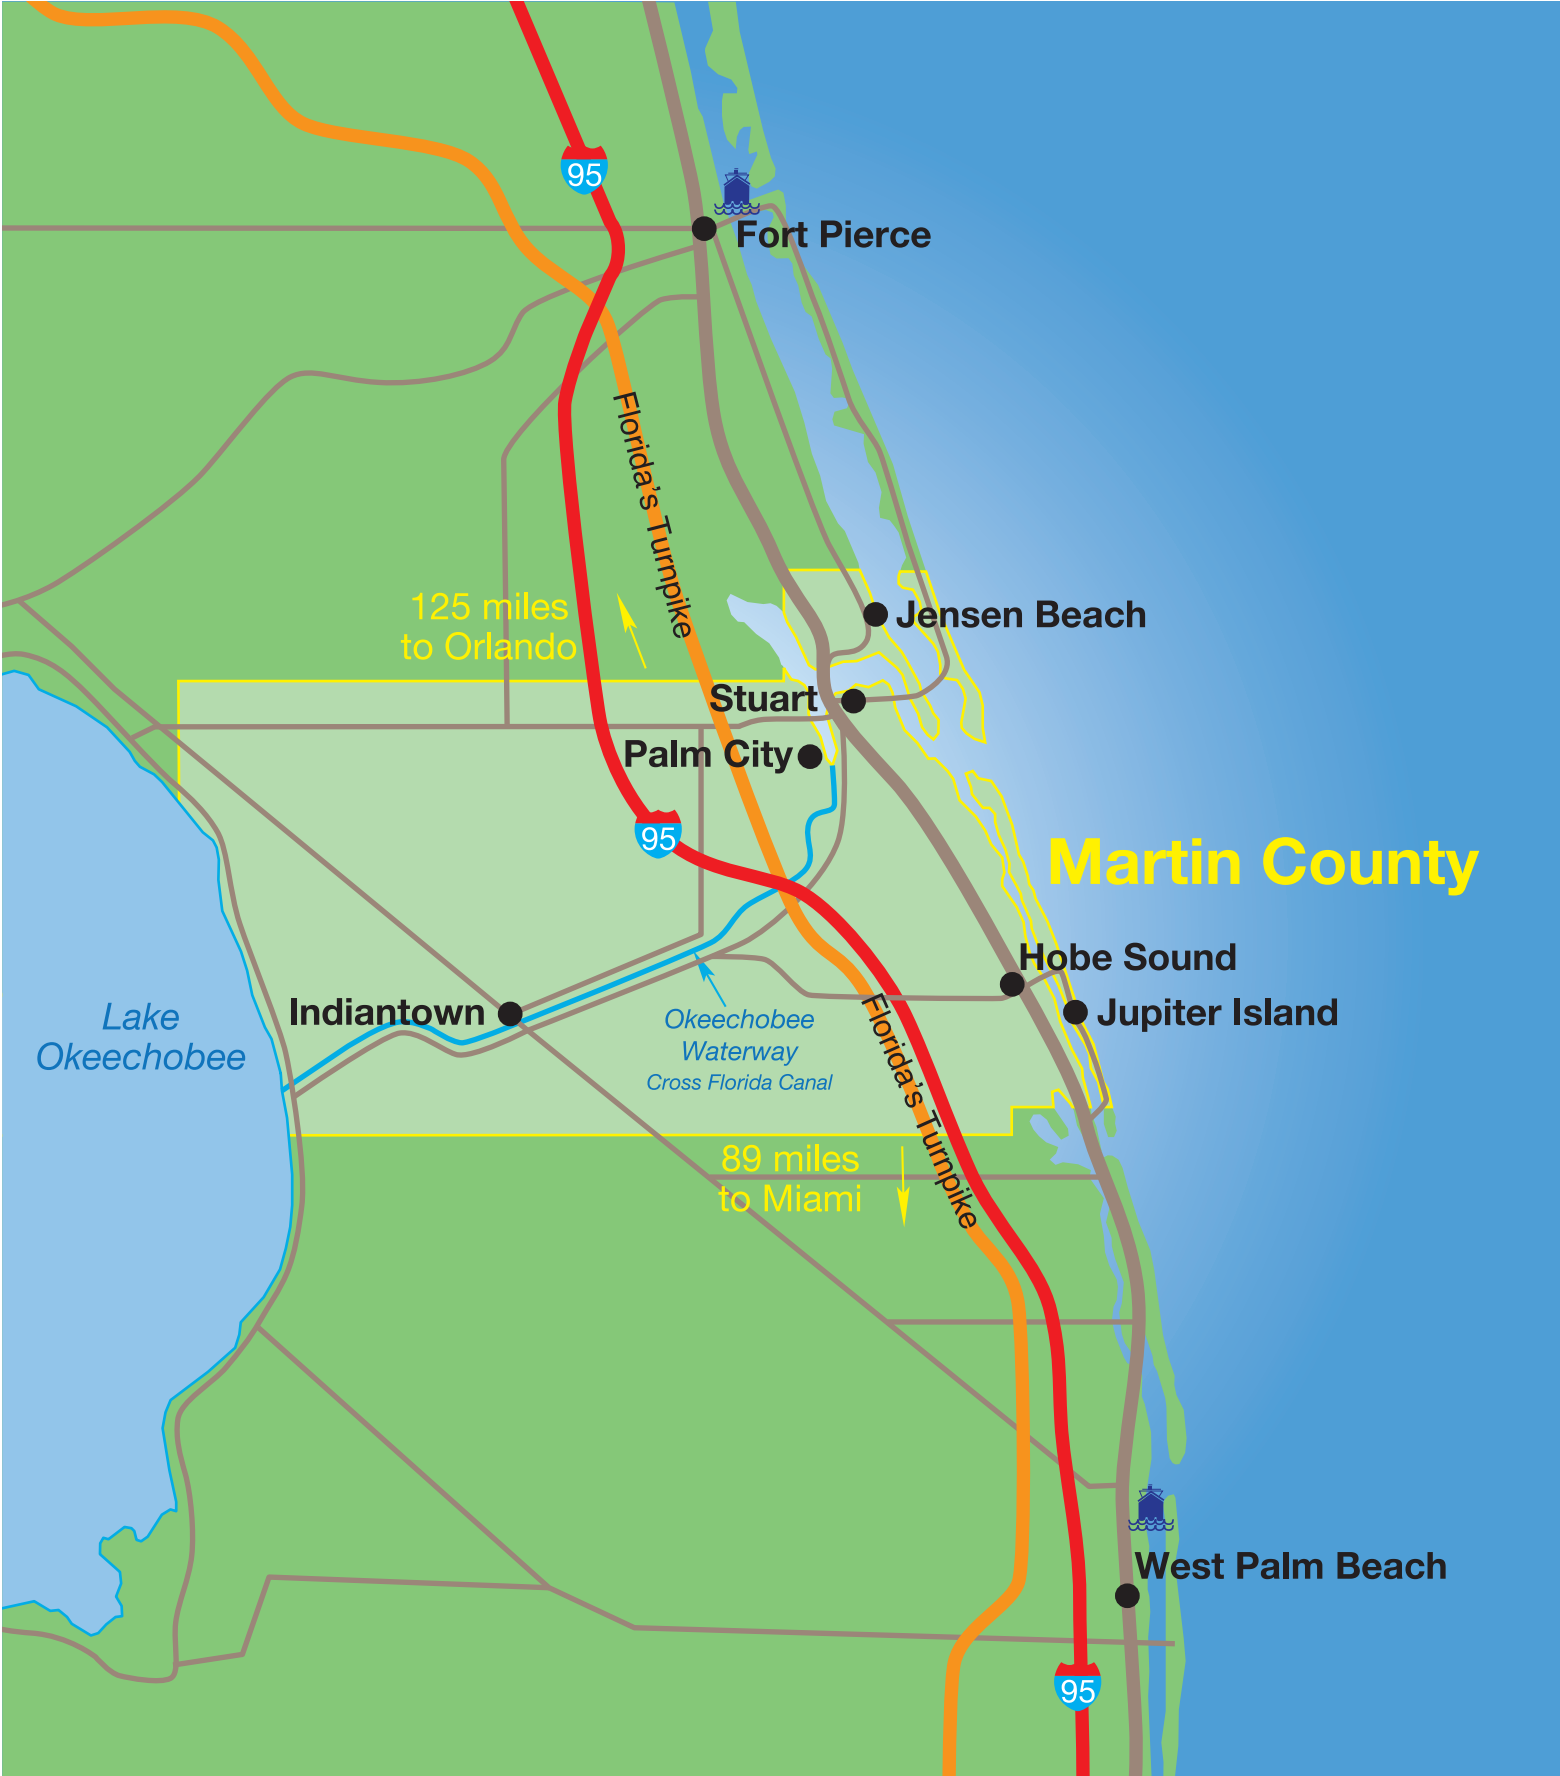 95
Fort Pierce
Florida's Turnpike
125 miles
to Orlando
Jensen Beach
Stuart
Palm City
95
Martin County
Hobe Sound
Indiantown
Jupiter Island
Lake
Okeechobee
Okeechobee
Waterway
Cross Florida Canal
Florida's Turnpike
89 miles
to Miami
West Palm Beach
95